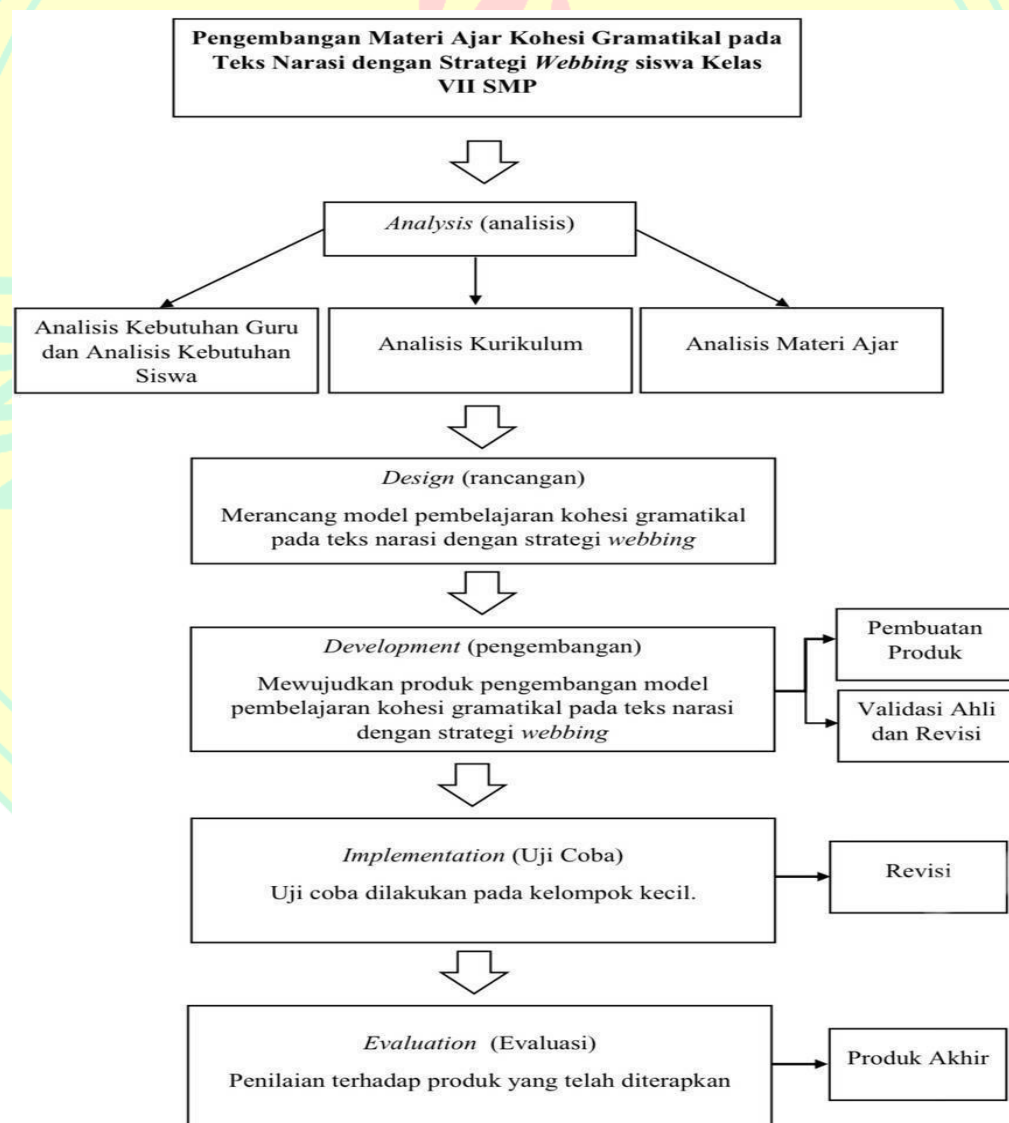 Pengembangan Materi Ajar Kohesi Gramatikal pada
Teks Narasi dengan Strategi Webbing siswa Kelas
VII SMP
Analysis (analisis)
Analisis Kebutuhan Guru
dan Analisis Kebutuhan
Siswa
Analisis Kurikulum
Analisis Materi Ajar
Design (rancangan)
Merancang model pembelajaran kohesi gramatikal
pada teks narasi dengan strategi webbing
Development (pengembangan)
Mewujudkan produk pengembangan model
pembelajaran kohesi gramatikal pada teks narasi
dengan strategi webbing
Pembuatan
Produk
Validasi Ahli
dan Revisi
Implementation (Uji Coba)
Uji coba dilakukan pada kelompok kecil.
Revisi
Evaluation (Evaluasi)
Penilaian terhadap produk yang telah diterapkan
Produk Akhir